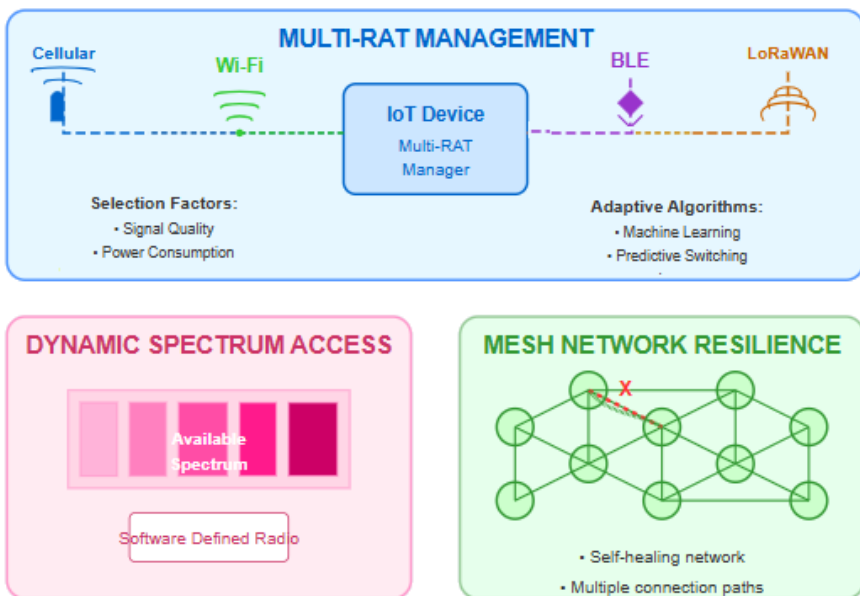 MULTI-RAT MANAGEMENT
Cellular
Wi-Fi
BLE
LoRaWAN
IoT Device
Multi-RAT
Manager
Selection Factors:
• Signal Quality
• Power Consumption
Adaptive Algorithms:
• Machine Learning
• Predictive Switching
DYNAMIC SPECTRUM ACCESS
Available
Spectrum
Software Defined Radio
MESH NETWORK RESILIENCE
X
• Self-healing network
• Multiple connection paths